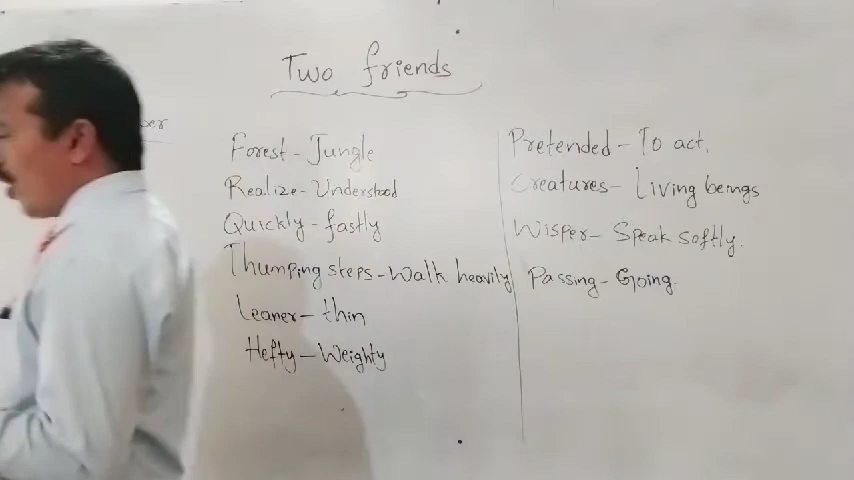 Two friends
Forest - Jungle
Realize - Understood
Quickly - fastly
Thumping steps - Walk heavily
Leaner - thin
Hefty - Weighty
Pretended - To act.
Creatures - Living beings
Wisper - Speak softly.
Passing - Going.